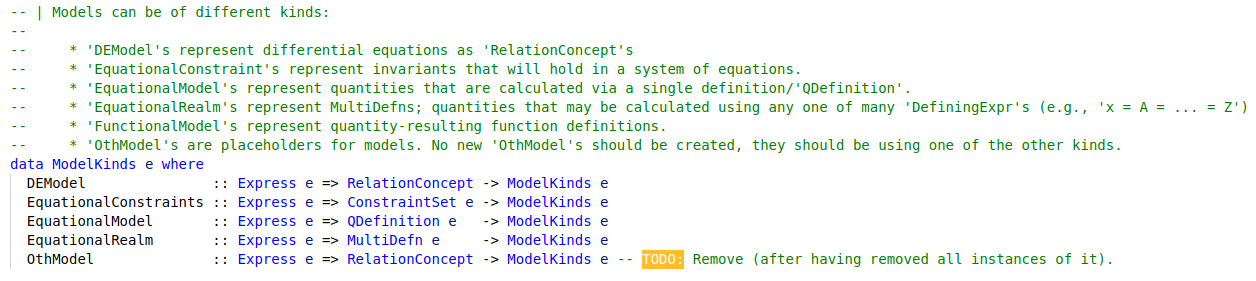 -- | Models can be of different kinds:
--
--     * 'DEModel's represent differential equations as 'RelationConcept's
--     * 'EquationalConstraint's represent invariants that will hold in a system of equations.
--     * 'EquationalModel's represent quantities that are calculated via a single definition/'QDefinition'.
--     * 'EquationalRealm's represent MultiDefns; quantities that may be calculated using any one of many 'DefiningExpr's (e.g., 'x = A = ... = Z')
--     * 'FunctionalModel's represent quantity-resulting function definitions.
--     * 'OthModel's are placeholders for models. No new 'OthModel's should be created, they should be using one of the other kinds.
data ModelKinds e where
  DEModel               :: Express e => RelationConcept -> ModelKinds e
  EquationalConstraints :: Express e => ConstraintSet e -> ModelKinds e
  EquationalModel       :: Express e => QDefinition e   -> ModelKinds e
  EquationalRealm       :: Express e => MultiDefn e     -> ModelKinds e
  OthModel              :: Express e => RelationConcept -> ModelKinds e -- TODO: Remove (after having removed all instances of it).